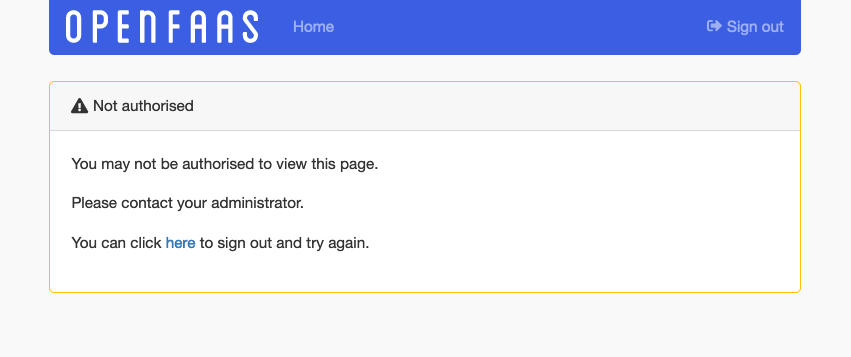 OPENFAAS Home Sign out
Not authorised
You may not be authorised to view this page.
Please contact your administrator.
You can click here to sign out and try again.